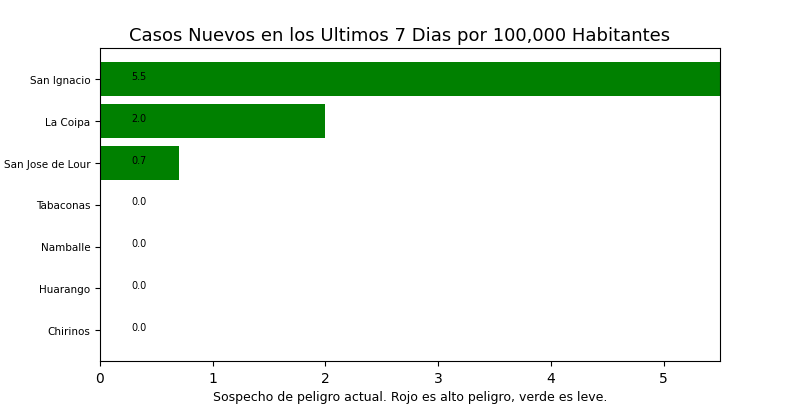 Casos Nuevos en los Ultimos 7 Dias por 100,000 Habitantes
San Ignacio 5.5
La Coipa 2.0
San Jose de Lour 0.7
Tabaconas 0.0
Namballe 0.0
Huarango 0.0
Chirinos 0.0
0 1 2 3 4 5
Sospecho de peligro actual. Rojo es alto peligro, verde es leve.